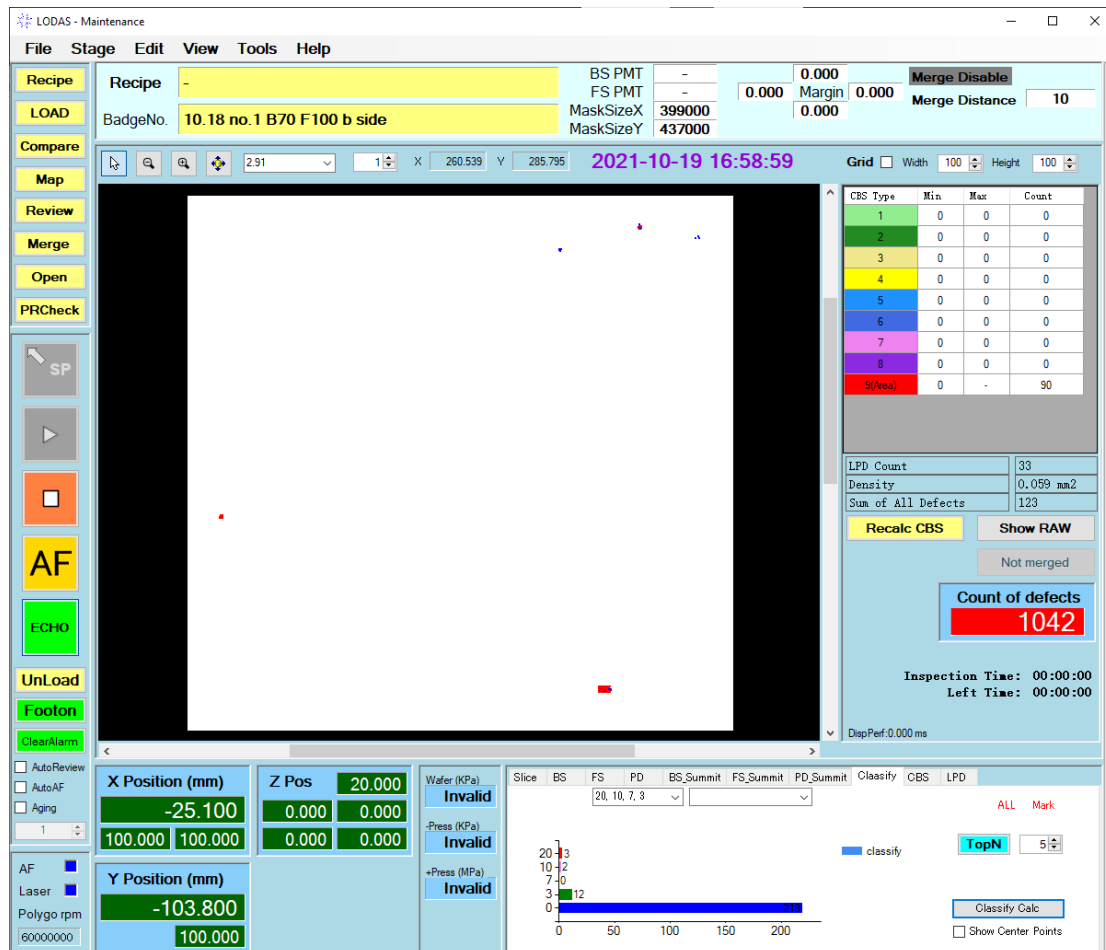 LODAS - Maintenance
File Stage Edit View Tools Help
Recipe
LOAD
Compare
Map
Review
Merge
Open
PRCheck
SP
AF
ECHO
UnLoad
Footon
ClearAlarm
AutoReview
AutoAF
Aging
1
AF
Laser
Polygo rpm
60000000
Recipe -
BadgeNo. 10.18 no.1 B70 F100 b side
BS PMT -
FS PMT -
MaskSizeX 399000
MaskSizeY 437000
0.000
0.000 Margin 0.000
0.000
Merge Disable
Merge Distance 10
2.91 1 X 260.539 Y 285.795 2021-10-19 16:58:59 Grid Width 100 Height 100
CBS Type Min Max Count
1 0 0 0
2 0 0 0
3 0 0 0
4 0 0 0
5 0 0 0
6 0 0 0
7 0 0 0
8 0 0 0
9(Area) 0 - 90
LPD Count 33
Density 0.059 mm2
Sum of All Defects 123
Recalc CBS Show RAW
Not merged
Count of defects
1042
Inspection Time: 00:00:00
Left Time: 00:00:00
DispPerf:0.000 ms
X Position (mm)
-25.100
100.000 100.000
Z Pos 20.000
0.000 0.000
0.000 0.000
Y Position (mm)
-103.800
100.000
Wafer (KPa)
Invalid
-Press (KPa)
Invalid
+Press (MPa)
Invalid
Slice BS FS PD BS_Summit FS_Summit PD_Summit Claasify CBS LPD
20, 10, 7, 3
ALL Mark
classify
TopN 5
20 3
10 2
7 0
3 12
0
0 50 100 150 200
Classify Calc
Show Center Points